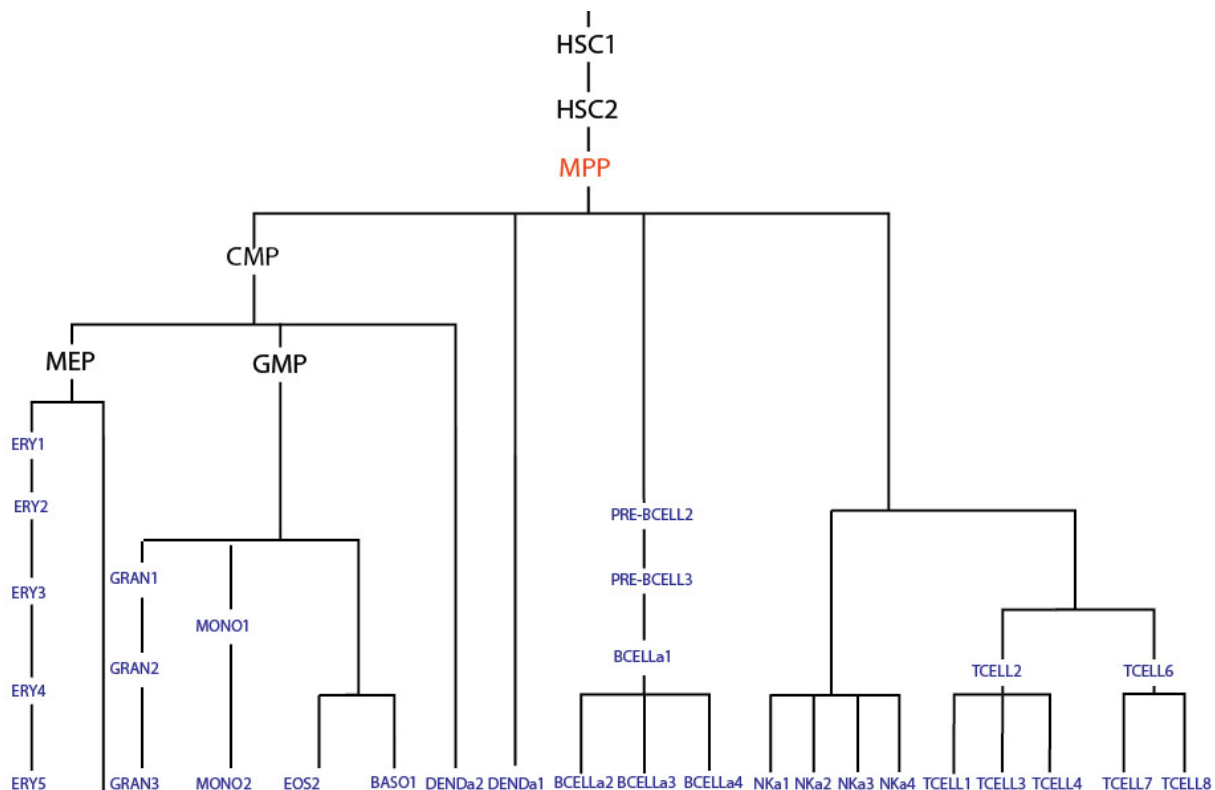 HSC1
HSC2
MPP
CMP
MEP
GMP
ERY1
ERY2
PRE-BCELL2
GRAN1
PRE-BCELL3
ERY3
MONO1
BCELLa1
GRAN2
TCELL2
TCELL6
ERY4
ERY5
GRAN3
MONO2
EOS2
BASO1
DENDa2
DENDa1
BCELLa2
BCELLa3
BCELLa4
NKa1
NKa2
NKa3
NKa4
TCELL1
TCELL3
TCELL4
TCELL7
TCELL8